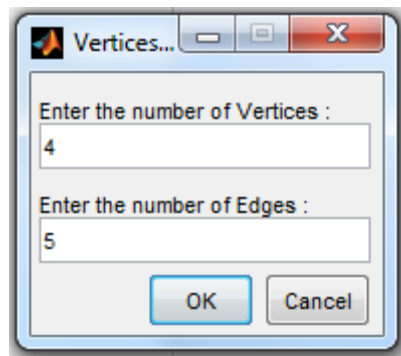 Vertices...
Enter the number of Vertices :
4
Enter the number of Edges :
5
OK Cancel